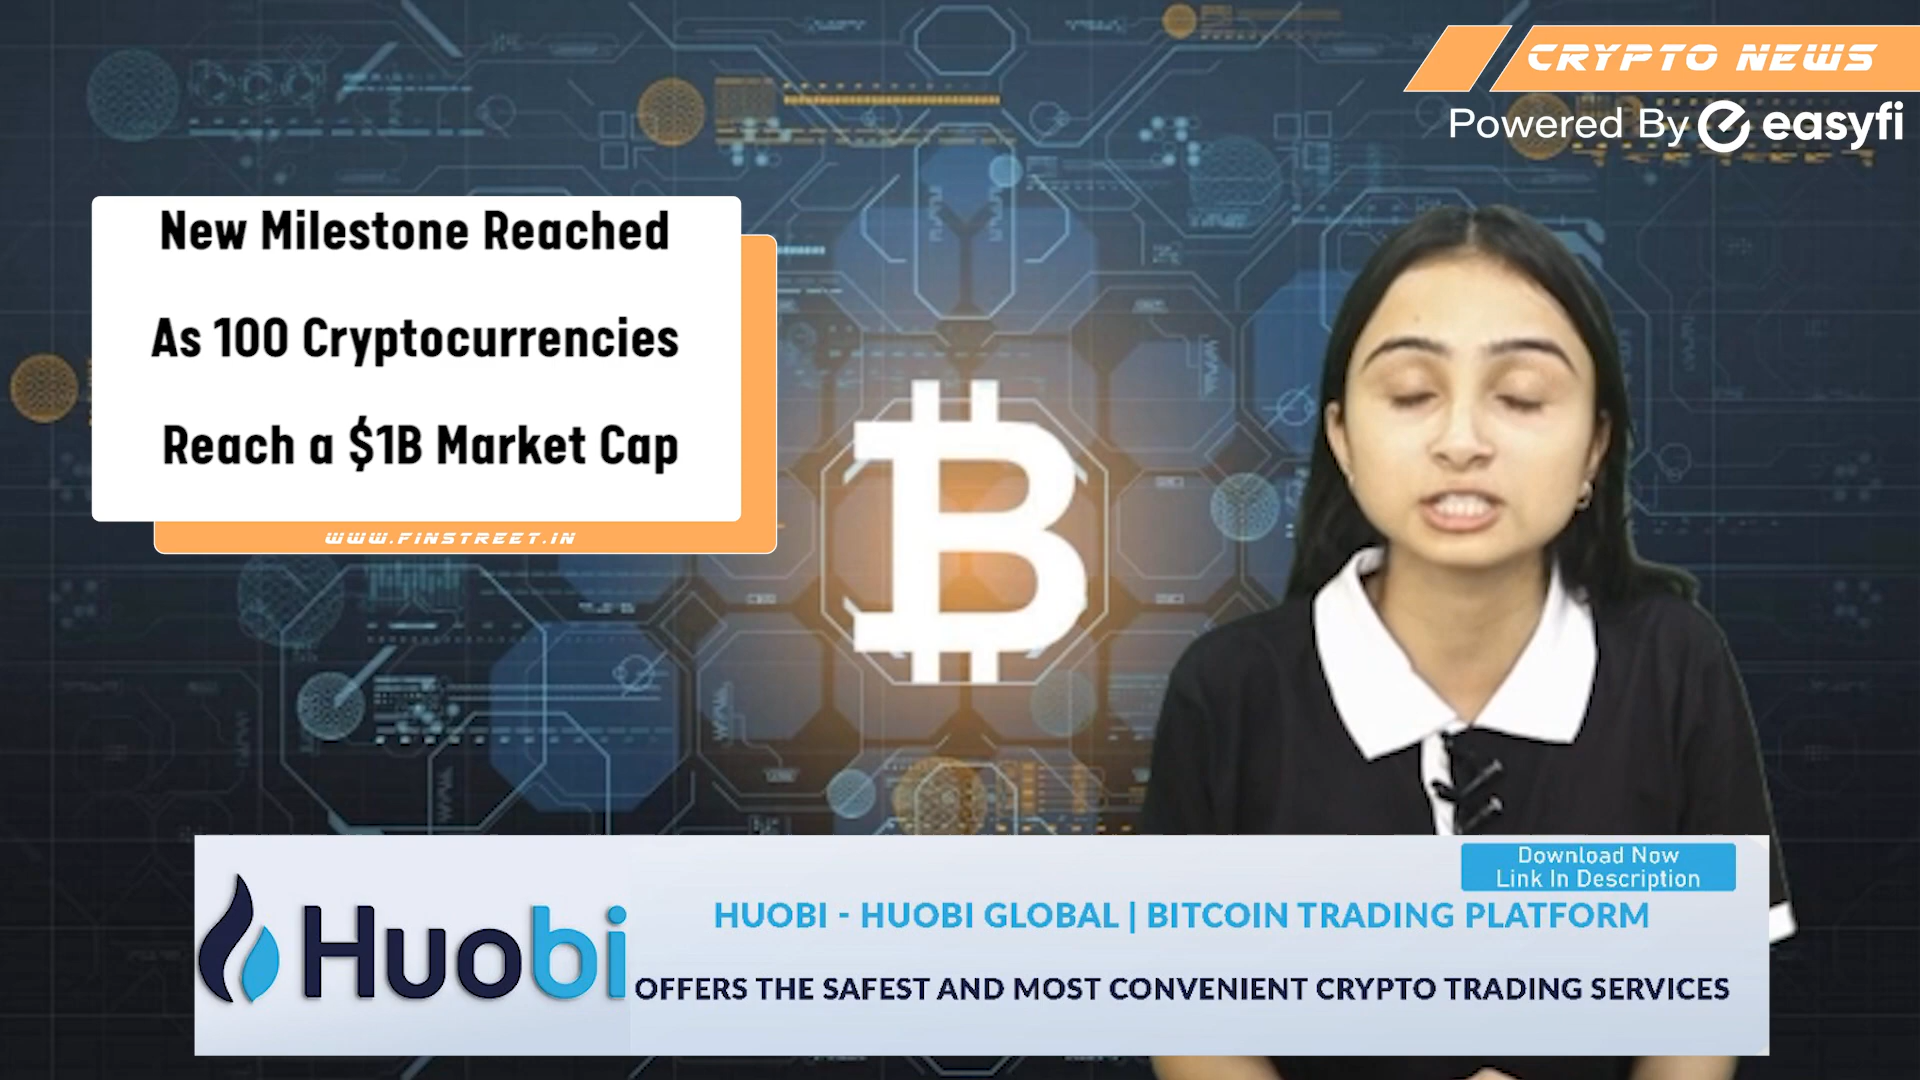 CRYPTO NEWS
Powered By easyfi
New Milestone Reached
As 100 Cryptocurrencies
Reach a $1B Market Cap
WWW.FINSTREET.IN
Download Now
Link In Description
Huobi
HUOBI - HUOBI GLOBAL | BITCOIN TRADING PLATFORM
OFFERS THE SAFEST AND MOST CONVENIENT CRYPTO TRADING SERVICES